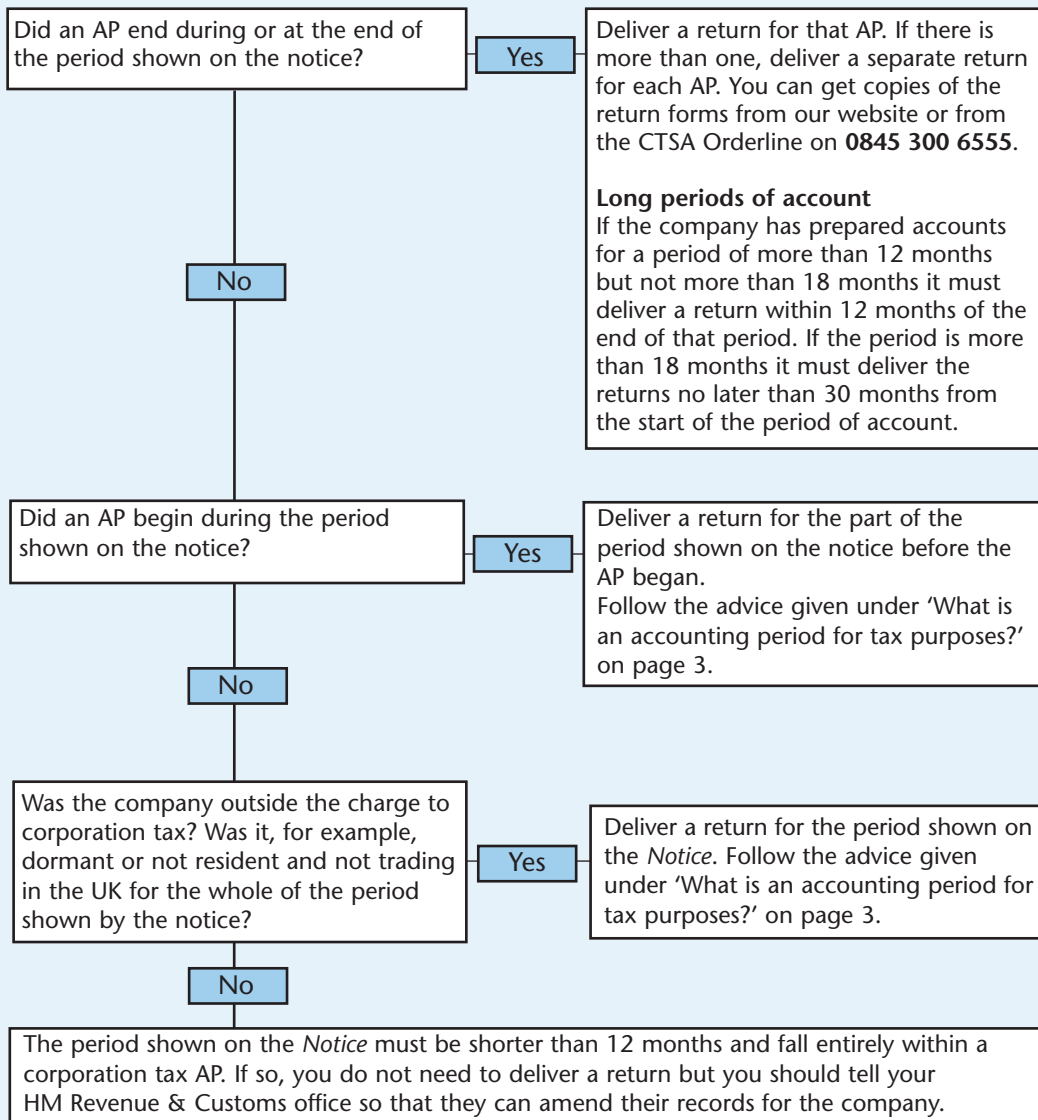 Did an AP end during or at the end of
the period shown on the notice?
Yes
Deliver a return for that AP. If there is
more than one, deliver a separate return
for each AP. You can get copies of the
return forms from our website or from
the CTSA Orderline on 0845 300 6555.
Long periods of account
If the company has prepared accounts
for a period of more than 12 months
but not more than 18 months it must
deliver a return within 12 months of the
end of that period. If the period is more
than 18 months it must deliver the
returns no later than 30 months from
the start of the period of account.
No
Did an AP begin during the period
shown on the notice?
Yes
Deliver a return for the part of the
period shown on the notice before the
AP began.
Follow the advice given under ‘What is
an accounting period for tax purposes?’
on page 3.
No
Was the company outside the charge to
corporation tax? Was it, for example,
dormant or not resident and not trading
in the UK for the whole of the period
shown by the notice?
Yes
Deliver a return for the period shown on
the Notice. Follow the advice given
under ‘What is an accounting period for
tax purposes?’ on page 3.
No
The period shown on the Notice must be shorter than 12 months and fall entirely within a
corporation tax AP. If so, you do not need to deliver a return but you should tell your
HM Revenue & Customs office so that they can amend their records for the company.